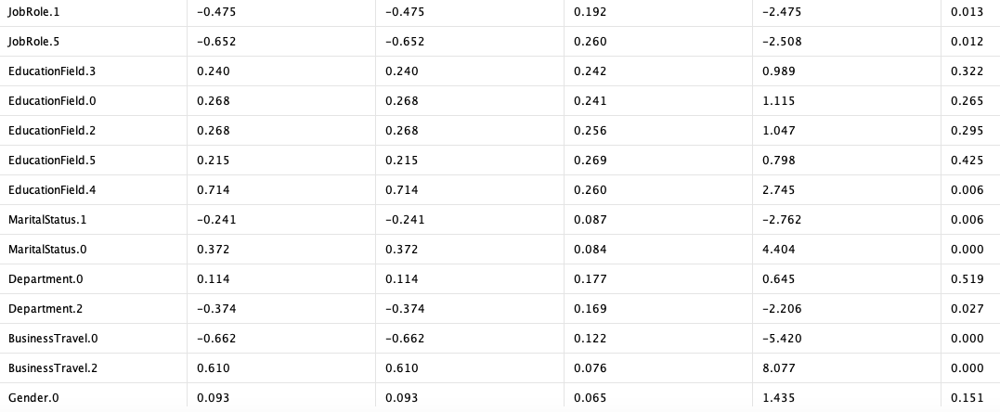 JobRole.1 -0.475 -0.475 0.192 -2.475 0.013
JobRole.5 -0.652 -0.652 0.260 -2.508 0.012
EducationField.3 0.240 0.240 0.242 0.989 0.322
EducationField.0 0.268 0.268 0.241 1.115 0.265
EducationField.2 0.268 0.268 0.256 1.047 0.295
EducationField.5 0.215 0.215 0.269 0.798 0.425
EducationField.4 0.714 0.714 0.260 2.745 0.006
MaritalStatus.1 -0.241 -0.241 0.087 -2.762 0.006
MaritalStatus.0 0.372 0.372 0.084 4.404 0.000
Department.0 0.114 0.114 0.177 0.645 0.519
Department.2 -0.374 -0.374 0.169 -2.206 0.027
BusinessTravel.0 -0.662 -0.662 0.122 -5.420 0.000
BusinessTravel.2 0.610 0.610 0.076 8.077 0.000
Gender.0 0.093 0.093 0.065 1.435 0.151